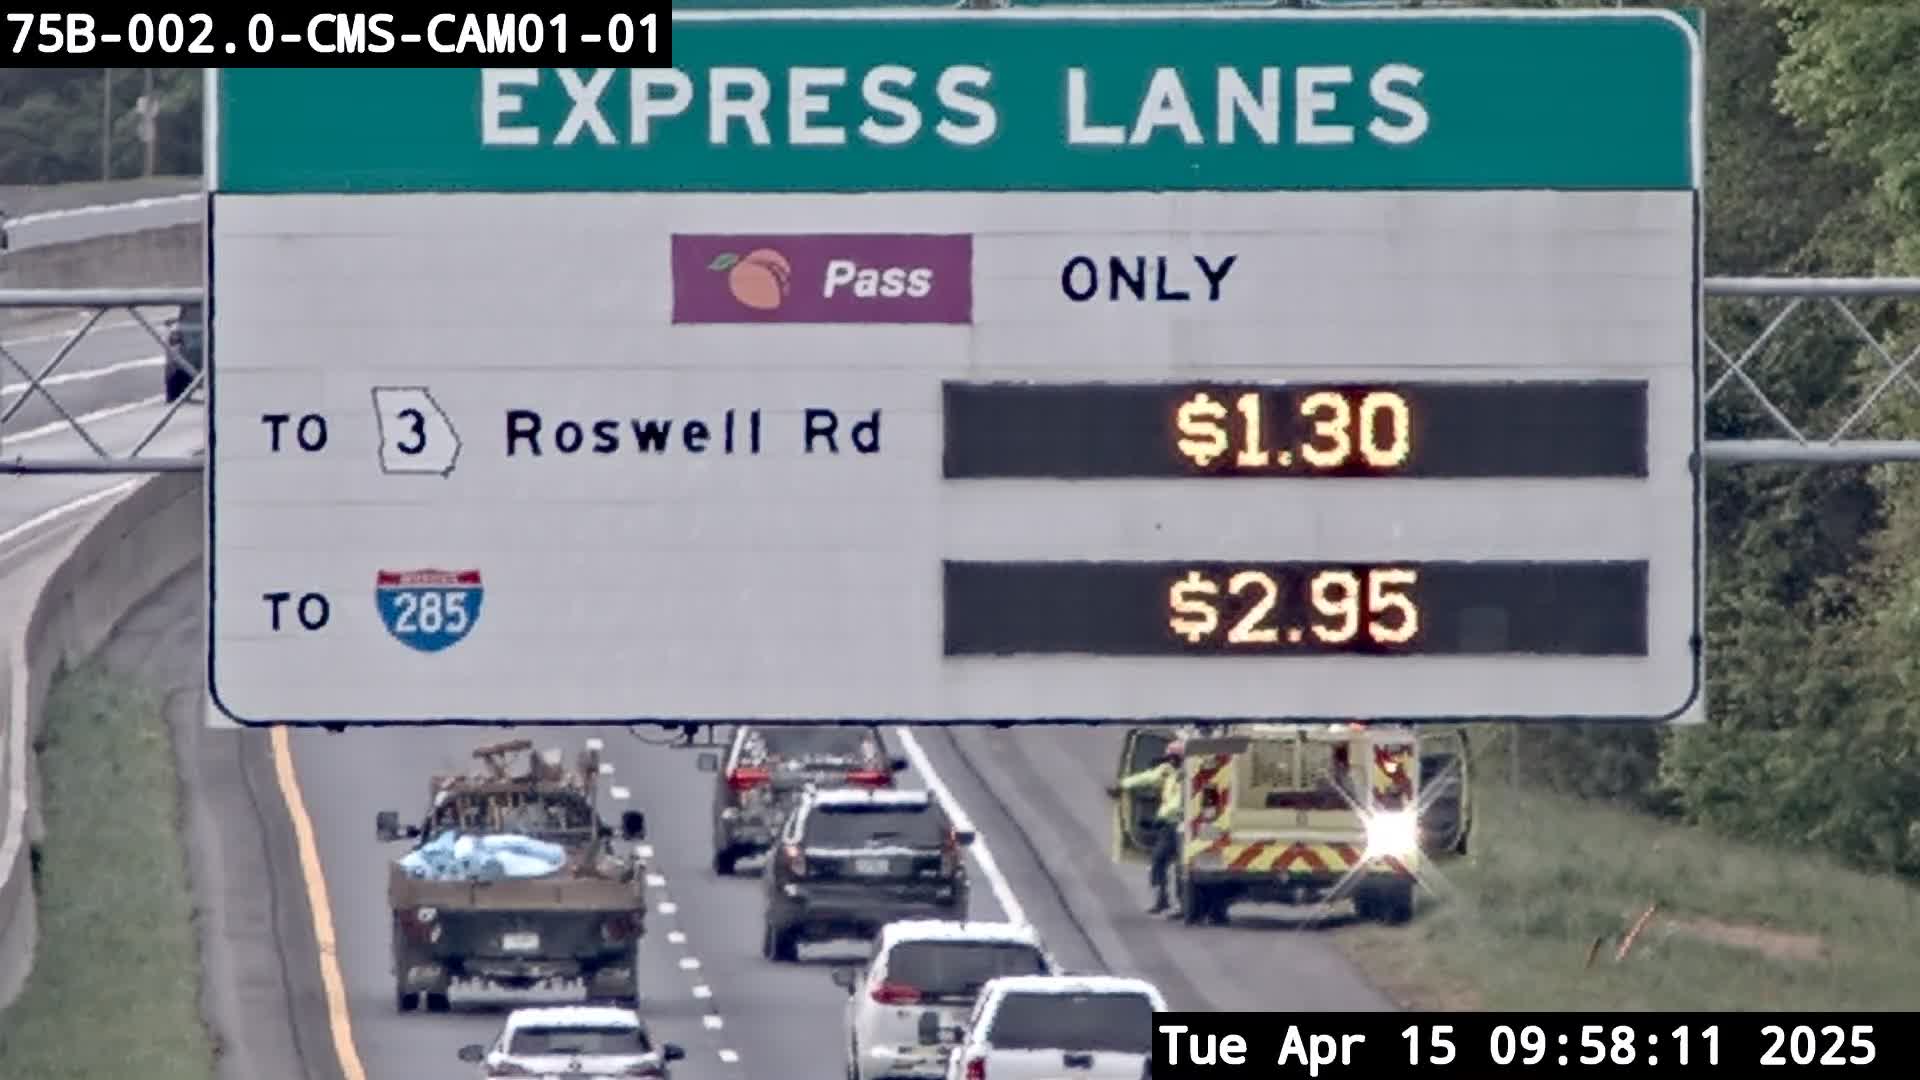 75B-002.0-CMS-CAM01-01
EXPRESS LANES
Pass ONLY
TO 3 Roswell Rd $1.30
TO 285 $2.95
Tue Apr 15 09:58:11 2025